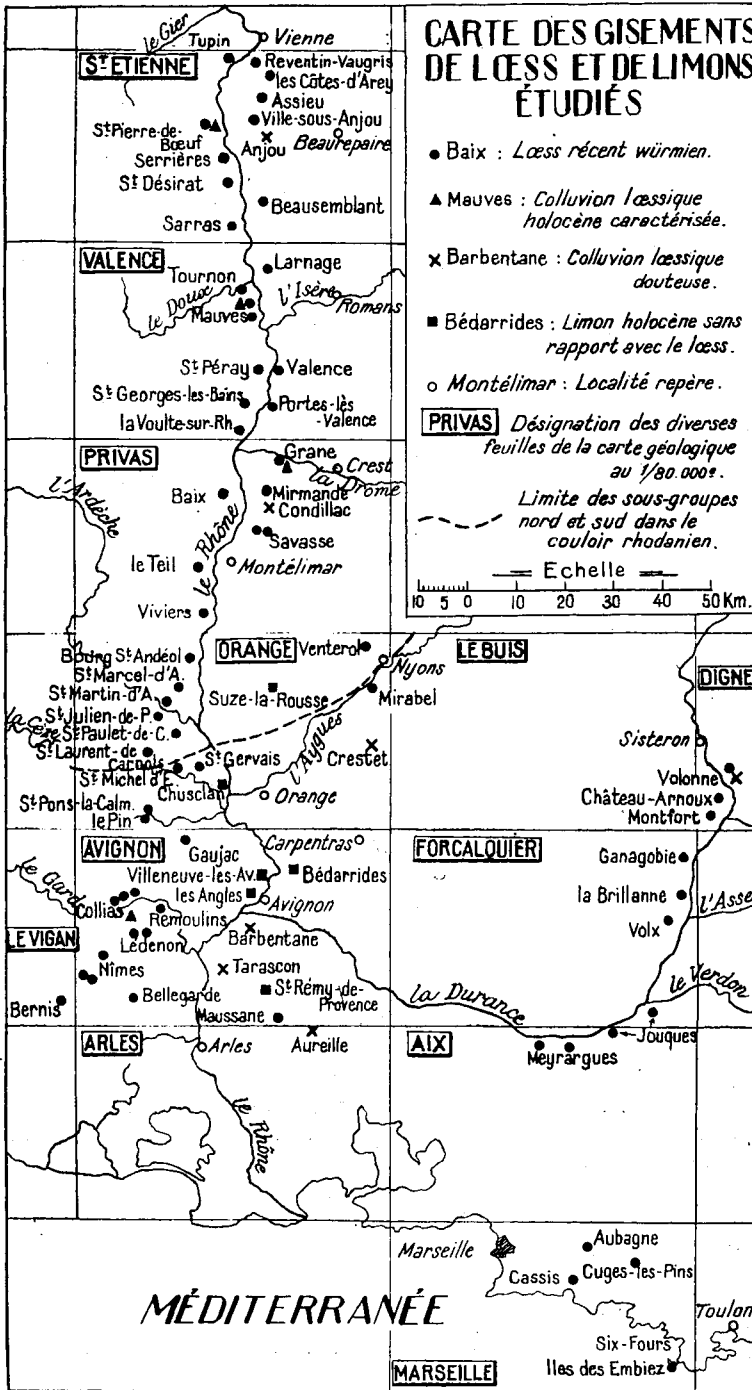 CARTE DES GISEMENTS
DE LŒSS ET DE LIMONS
ÉTUDIÉS
● Baix : Lœss récent würmien.
▲ Mauves : Colluvion lœssique
holocène caractérisée.
× Barbentane : Colluvion lœssique
douteuse.
■ Bédarrides : Limon holocène sans
rapport avec le lœss.
○ Montélimar : Localité repère.
PRIVAS Désignation des diverses
feuilles de la carte géologique
au 1/80.000e.
Limite des sous-groupes
nord et sud dans le
couloir rhodanien.
Echelle
10 5 0 10 20 30 40 50 Km.
le Gier
Vienne
Tupin
St ETIENNE
Reventin-Vaugris
les Côtes-d'Arey
Assieu
Ville-sous-Anjou
St Pierre-de-
Bœuf
Anjou
Beaurepaire
Serrières
St Désirat
Beausemblant
Sarras
VALENCE
Larnage
Tournon
l'Isère
Romans
le Doux
Mauves
St Péray
Valence
St Georges-les-Bains
Portes-lès
-Valence
la Voulte-sur-Rh.
PRIVAS
Grane
Crest
la Drôme
l'Ardèche
Baix
Mirmande
Condillac
le Rhône
Savasse
le Teil
Montélimar
Viviers
ORANGE
Venterol
LE BUIS
Bourg St Andéol
Nyons
St Marcel-d'A.
DIGNE
St Martin-d'A.
Suze-la-Rousse
Mirabel
St Julien-de-P.
la Cèze
St Paulet-de-C.
Sisteron
St Laurent-de
Carnols
St Gervais
l'Aygues
Crestet
St Michel d'E.
Volonne
Chusclan
Orange
Château-Arnoux
St Pons-la-Calm.
le Pin
Montfort
AVIGNON
Carpentras
FORCALQUIER
Gaujac
Ganagobie
Villeneuve-les-Av.
Bédarrides
le Gard
les Angles
Avignon
la Brillanne
l'Asse
Collias
Remoulins
Volx
LE VIGAN
Lédenon
Barbentane
Nîmes
Tarascon
le Verdon
Bernis
Bellegarde
St Rémy-de-
Provence
la Durance
Maussane
Jouques
ARLES
Arles
Aureille
AIX
Meyrargues
le Rhône
Marseille
Aubagne
Cassis
Cuges-les-Pins
MÉDITERRANÉE
Toulon
Six-Fours
Iles des Embiez
MARSEILLE